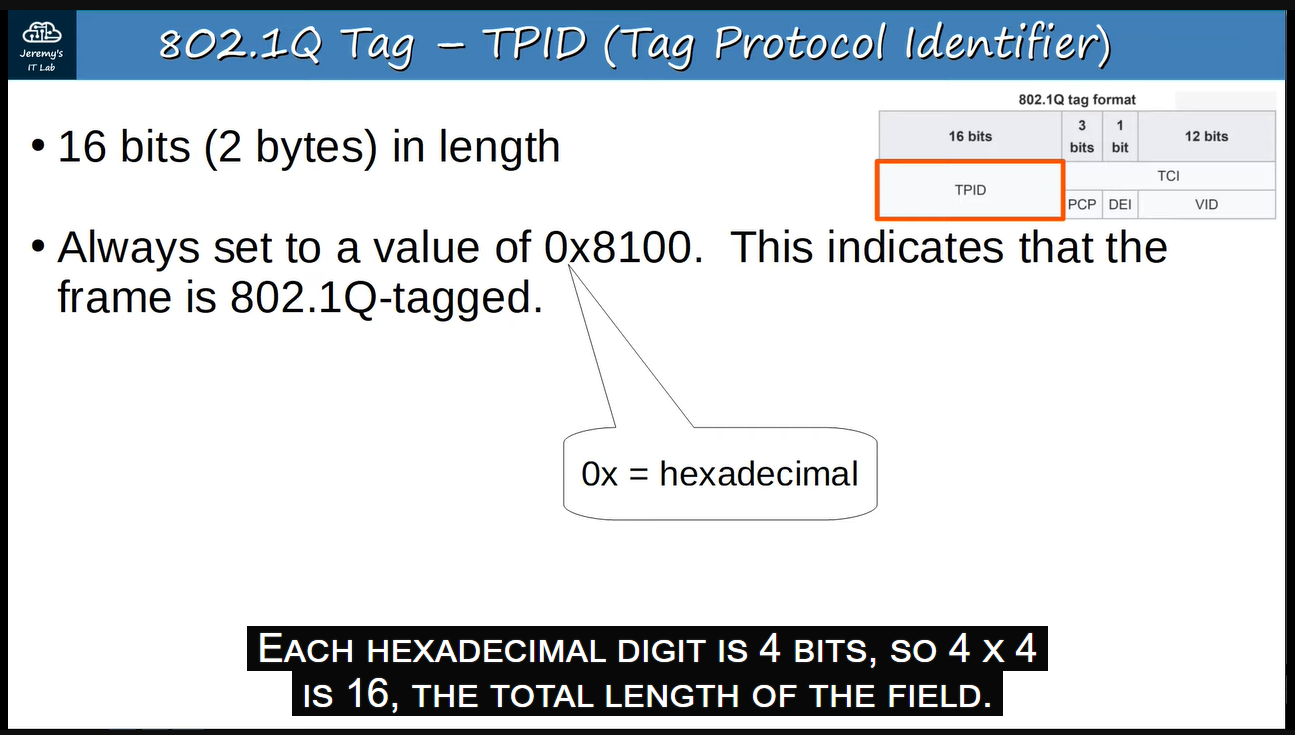 Jeremy's
IT Lab
802.1Q Tag – TPID (Tag Protocol Identifier)
• 16 bits (2 bytes) in length
802.1Q tag format
16 bits
3
bits
1
bit
12 bits
TPID
TCI
PCP
DEI
VID
• Always set to a value of 0x8100.  This indicates that the
frame is 802.1Q-tagged.
0x = hexadecimal
EACH HEXADECIMAL DIGIT IS 4 BITS, SO 4 X 4
IS 16, THE TOTAL LENGTH OF THE FIELD.